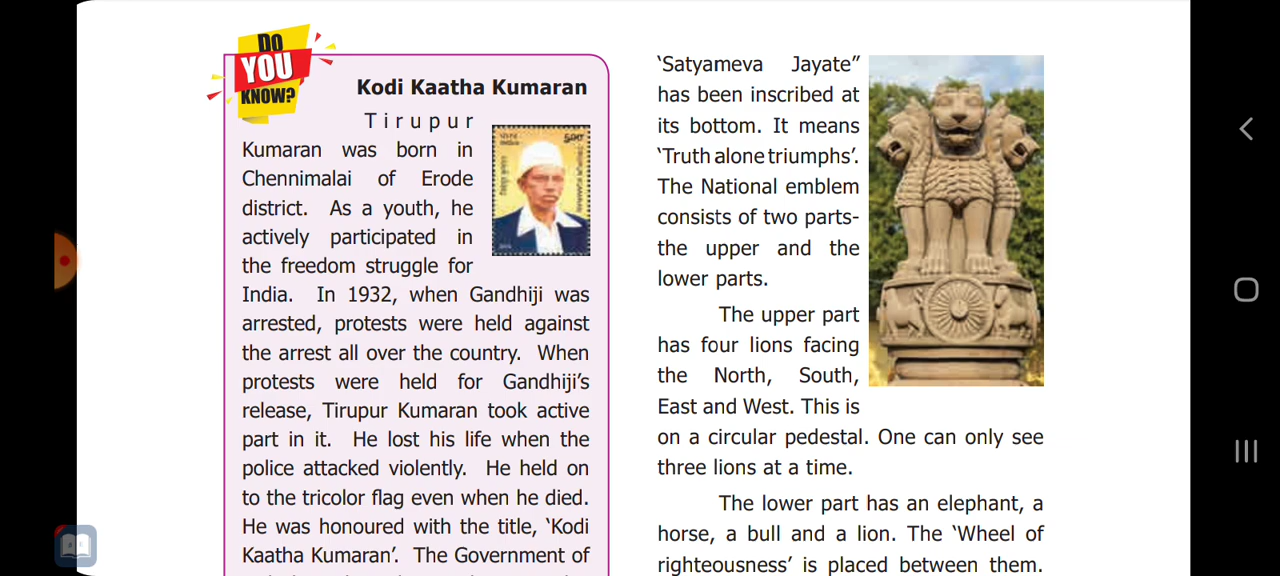 DO
YOU
KNOW?
Kodi Kaatha Kumaran
Tirupur
Kumaran was born in
Chennimalai of Erode
district. As a youth, he
actively participated in
the freedom struggle for
India. In 1932, when Gandhiji was
arrested, protests were held against
the arrest all over the country. When
protests were held for Gandhiji's
release, Tirupur Kumaran took active
part in it. He lost his life when the
police attacked violently. He held on
to the tricolor flag even when he died.
He was honoured with the title, ‘Kodi
Kaatha Kumaran’. The Government of
500
TIRUPUR KUMARAN
‘Satyameva Jayate”
has been inscribed at
its bottom. It means
‘Truth alone triumphs’.
The National emblem
consists of two parts-
the upper and the
lower parts.
The upper part
has four lions facing
the North, South,
East and West. This is
on a circular pedestal. One can only see
three lions at a time.
The lower part has an elephant, a
horse, a bull and a lion. The ‘Wheel of
righteousness’ is placed between them.